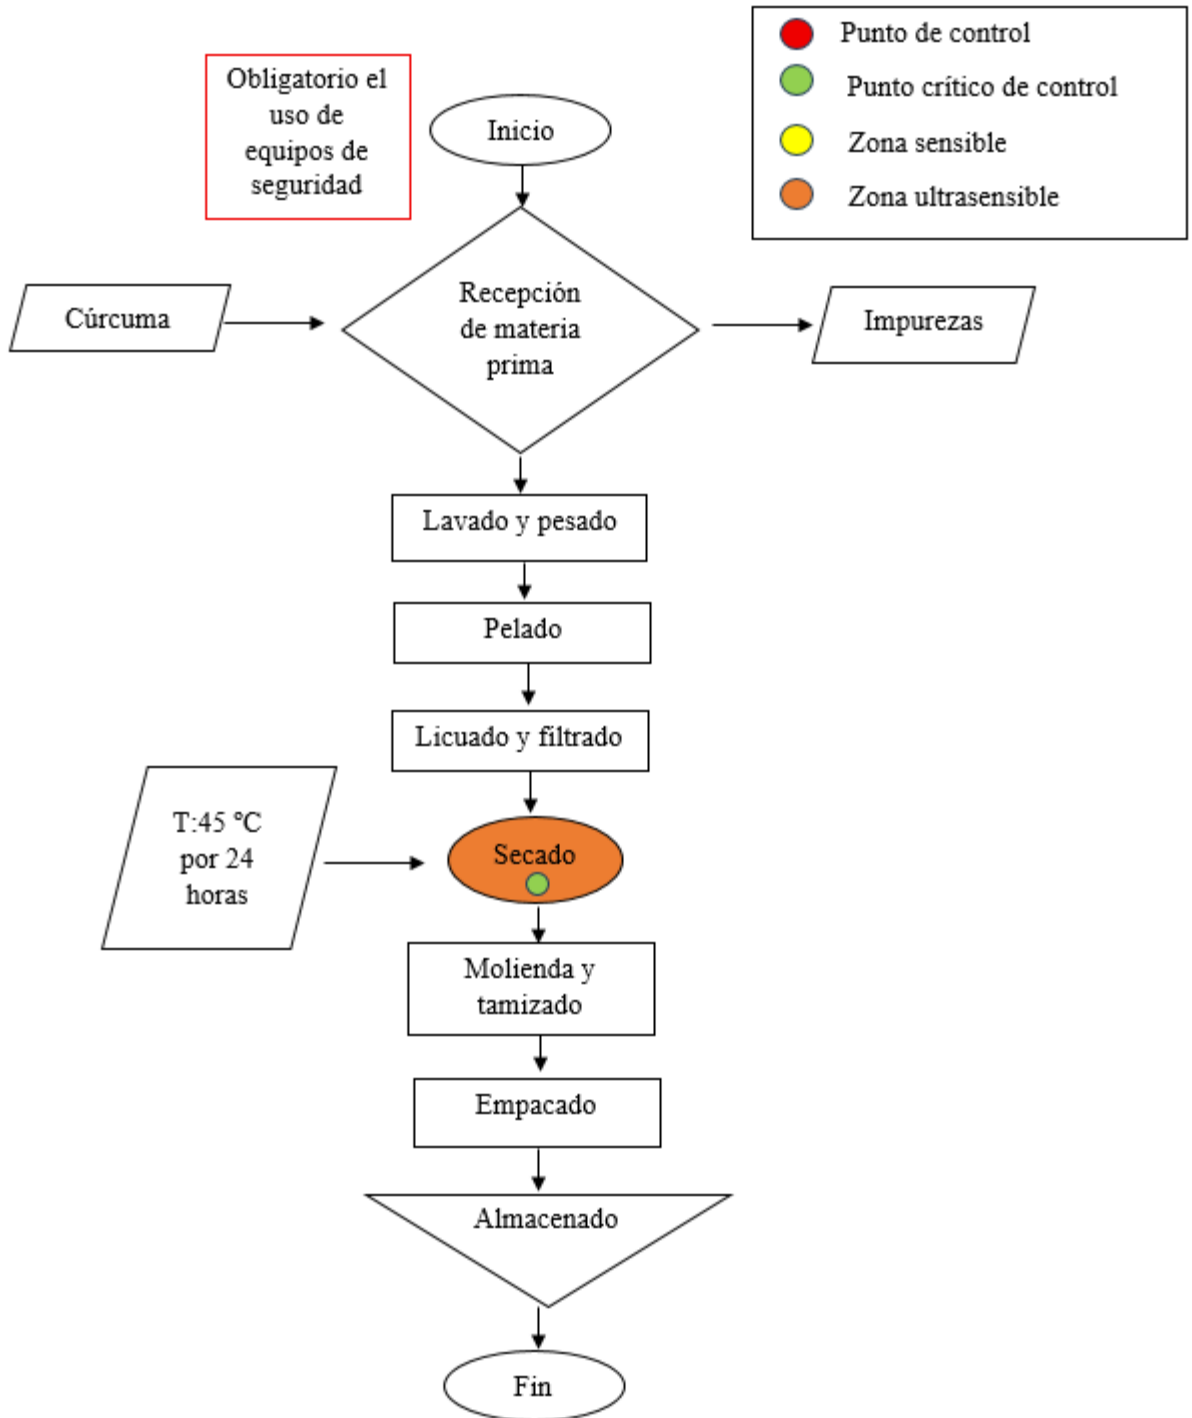 Obligatorio el
uso de
equipos de
seguridad
Inicio
Punto de control
Punto crítico de control
Zona sensible
Zona ultrasensible
Cúrcuma
Recepción
de materia
prima
Impurezas
Lavado y pesado
Pelado
Licuado y filtrado
T:45 °C
por 24
horas
Secado
Molienda y
tamizado
Empacado
Almacenado
Fin